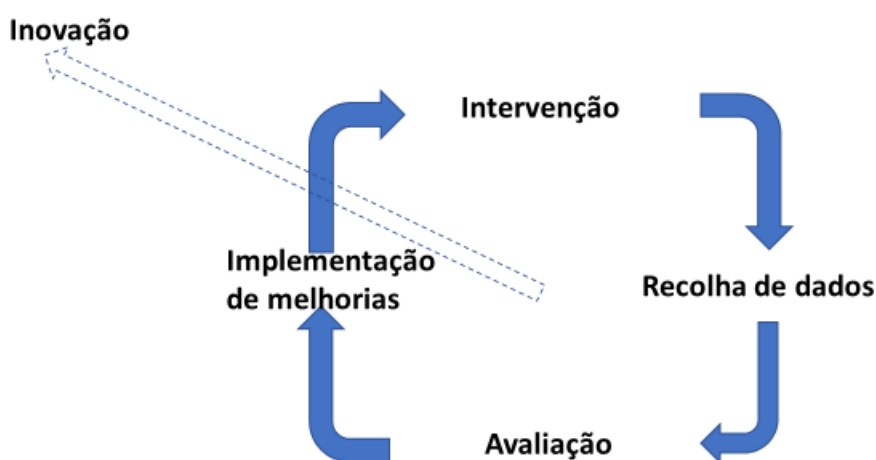 Inovação
Intervenção
Implementação
de melhorias
Recolha de dados
Avaliação